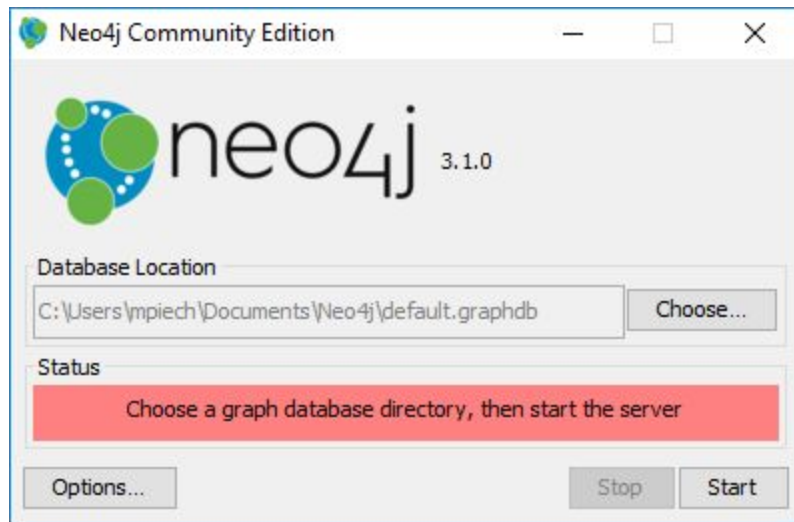 Neo4j Community Edition
neo4j 3.1.0
Database Location
C:\Users\mpiech\Documents\Neo4j\default.graphdb Choose...
Status
Choose a graph database directory, then start the server
Options... Stop Start